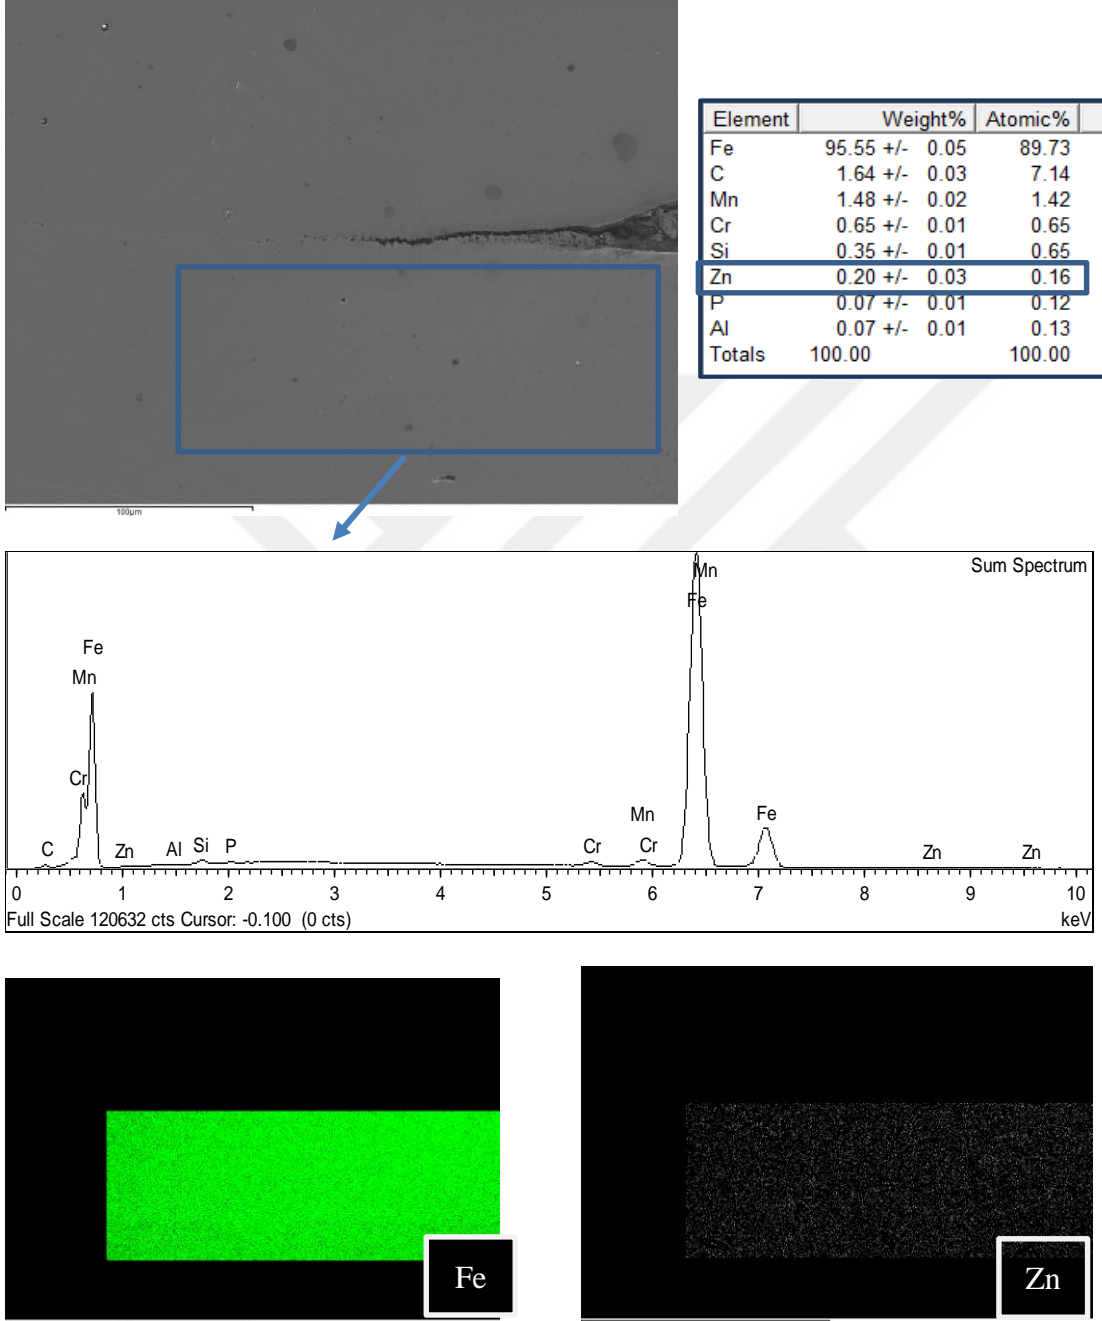 Element Weight% Atomic%
Fe 95.55 +/- 0.05 89.73
C 1.64 +/- 0.03 7.14
Mn 1.48 +/- 0.02 1.42
Cr 0.65 +/- 0.01 0.65
Si 0.35 +/- 0.01 0.65
Zn 0.20 +/- 0.03 0.16
P 0.07 +/- 0.01 0.12
Al 0.07 +/- 0.01 0.13
Totals 100.00 100.00
100µm
Sum Spectrum
Mn
Fe
Fe
Mn
Cr
Mn
Fe
C Zn Al Si P Cr Cr Zn Zn
0 1 2 3 4 5 6 7 8 9 10
Full Scale 120632 cts Cursor: -0.100 (0 cts) keV
Fe
Zn